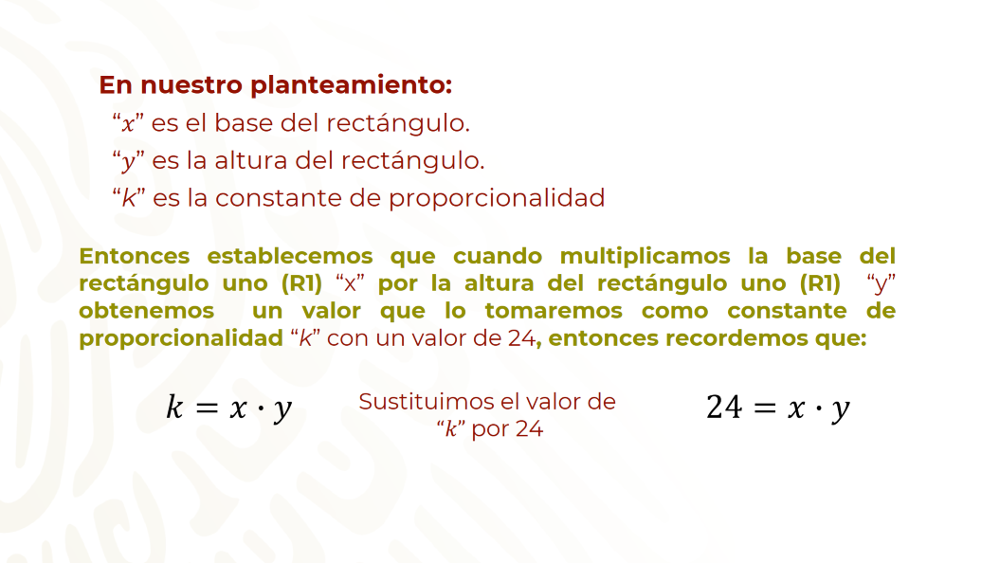 En nuestro planteamiento:
“x” es el base del rectángulo.
“y” es la altura del rectángulo.
“k” es la constante de proporcionalidad
Entonces establecemos que cuando multiplicamos la base del
rectángulo uno (R1) “x” por la altura del rectángulo uno (R1) “y”
obtenemos un valor que lo tomaremos como constante de
proporcionalidad “k” con un valor de 24, entonces recordemos que:
k = x · y
Sustituimos el valor de
“k” por 24
24 = x · y